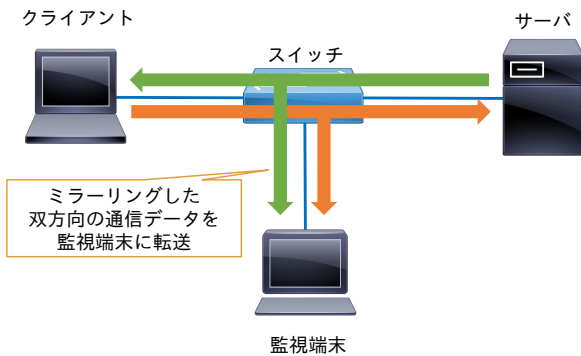 クライアント
サーバ
スイッチ
ミラーリングした
双方向の通信データを
監視端末に転送
監視端末